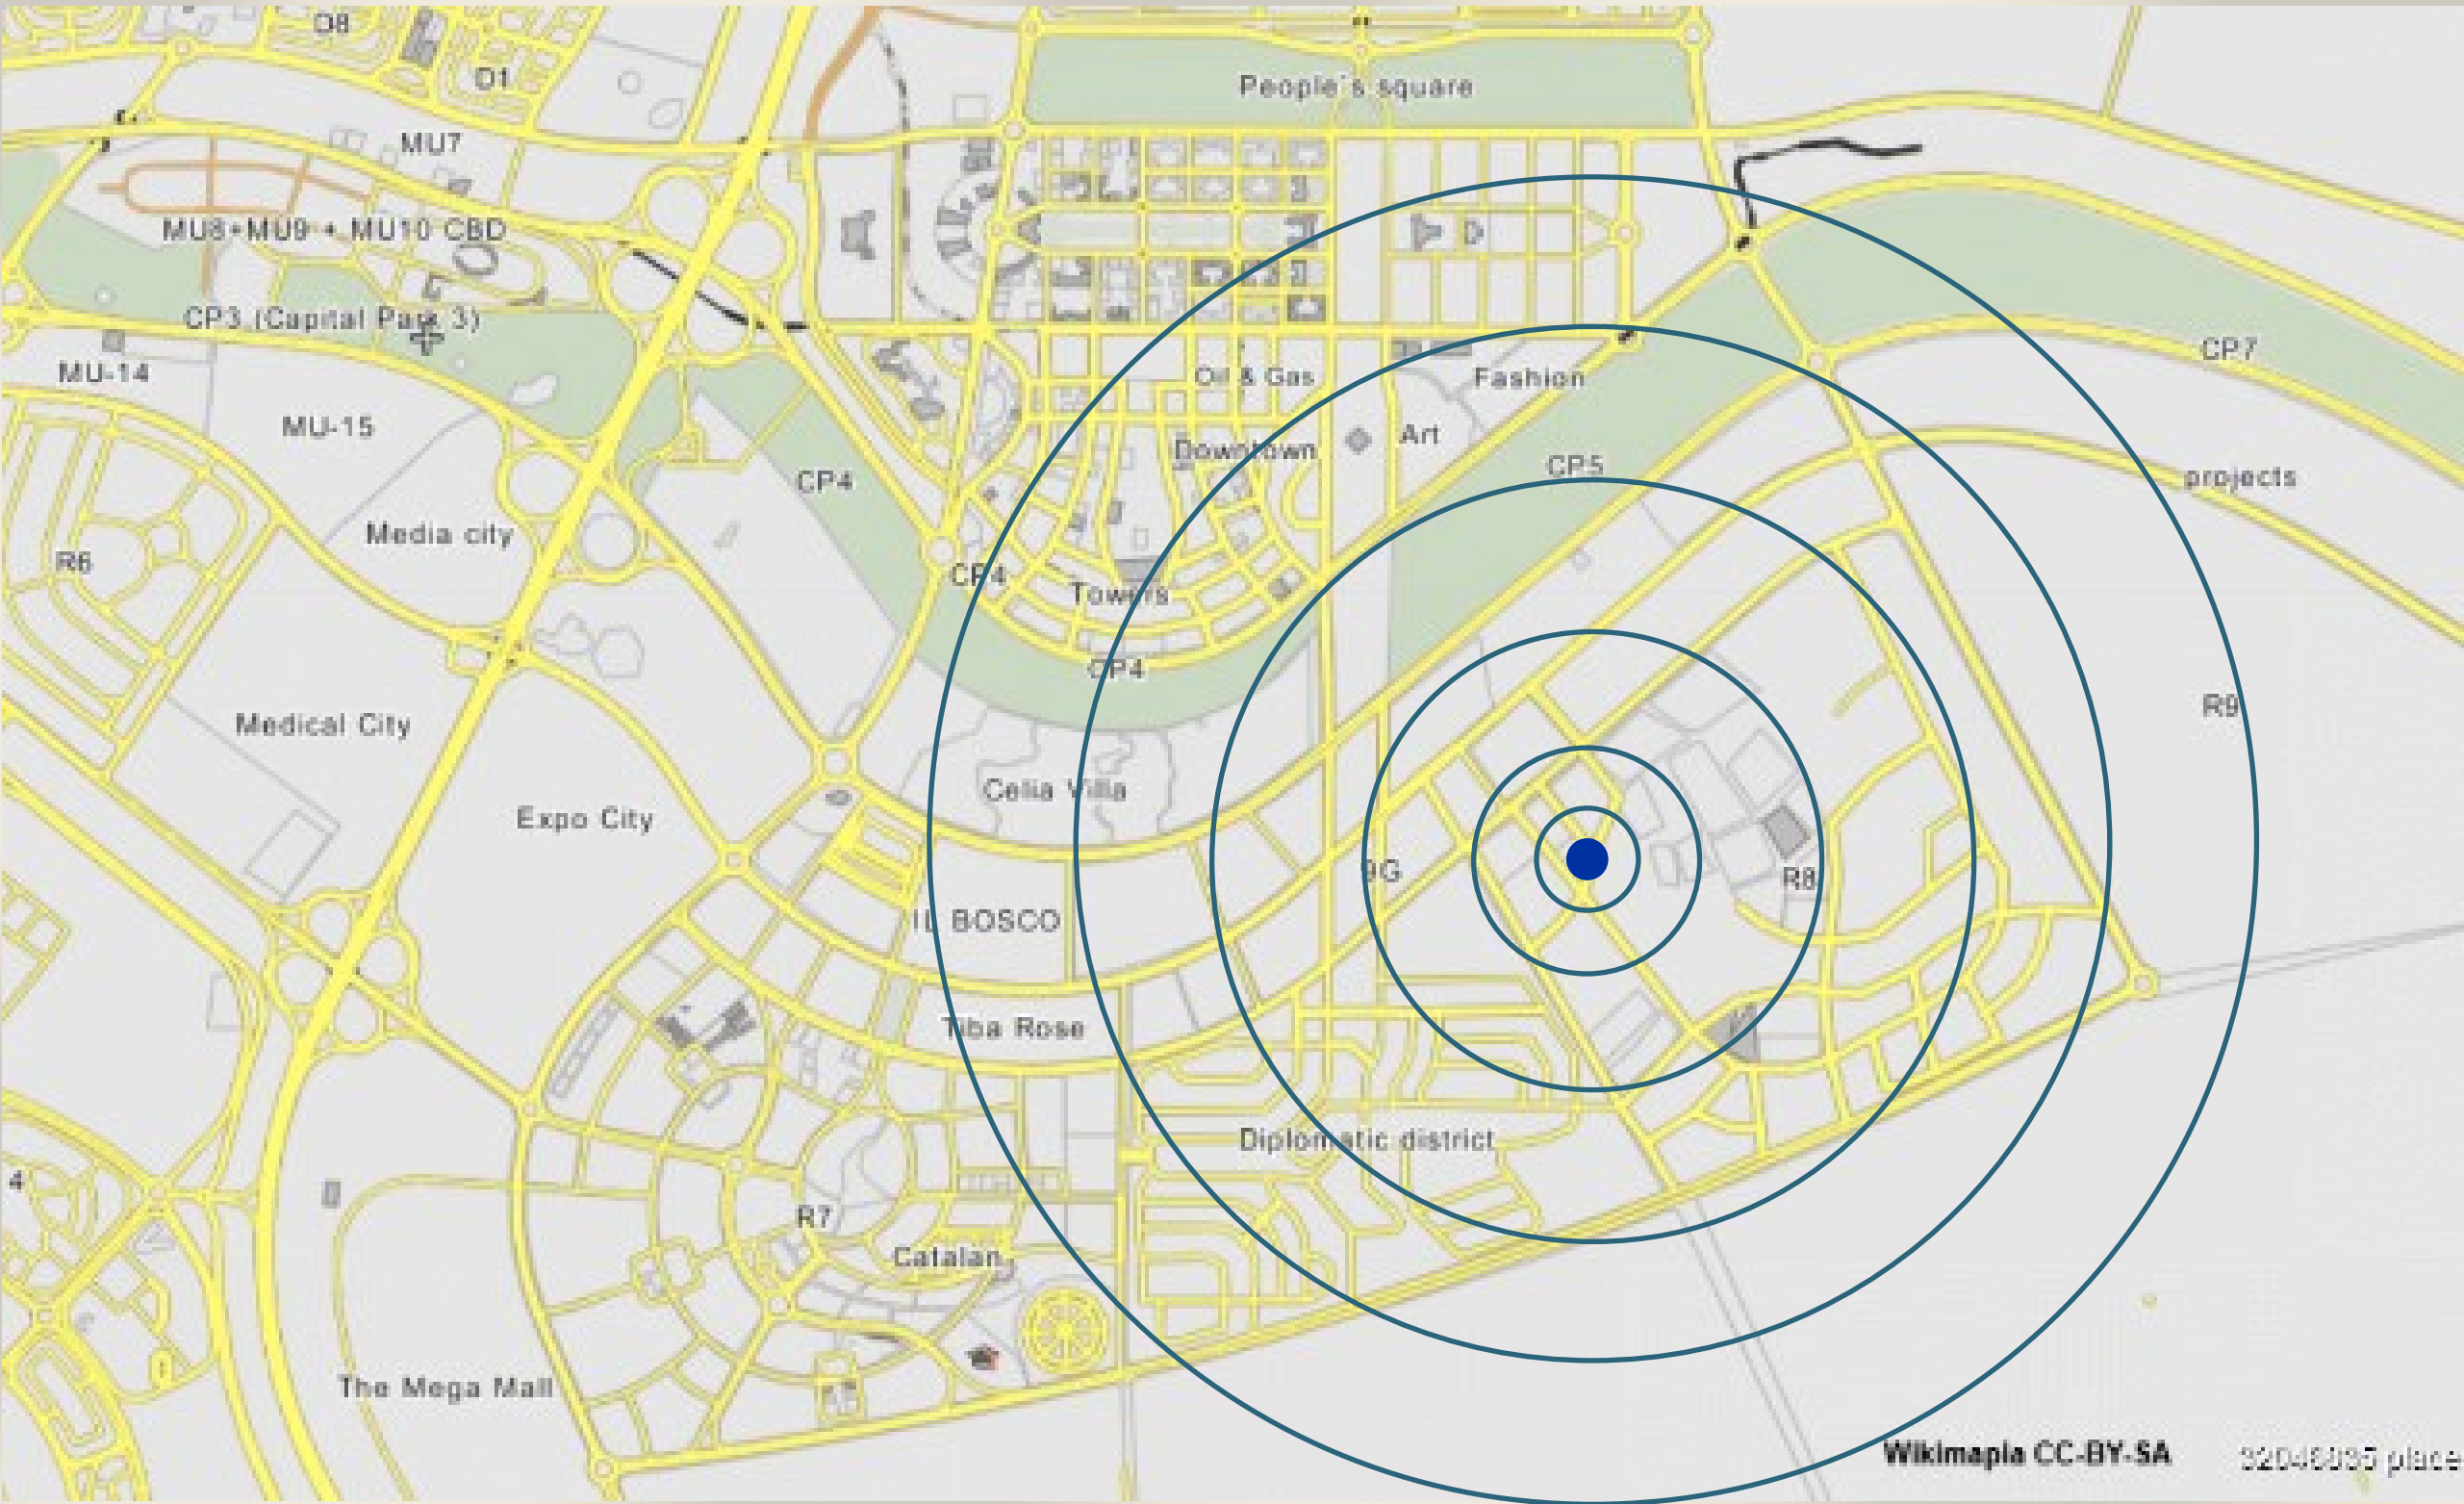 D8
D1
People's square
MU7
MU8+MU9 + MU10 CBD
CP3 (Capital Park 3)
CP7
MU-14
Oil & Gas
Fashion
MU-15
Art
Downtown
CP5
projects
CP4
Media city
R6
CP4
Towers
CP4
R9
Medical City
Celia Villa
Expo City
9G
R8
IL BOSCO
Tiba Rose
Diplomatic district
4
R7
Catalan
The Mega Mall
Wikimapia CC-BY-SA
place